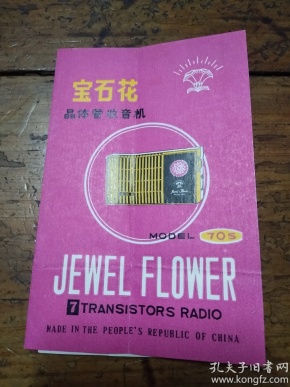 宝石花
晶体管收音机
MODEL 705
JEWEL FLOWER
7 TRANSISTORS RADIO
MADE IN THE PEOPLE'S REPUBLIC OF CHINA
孔夫子旧书网
kongfz.com